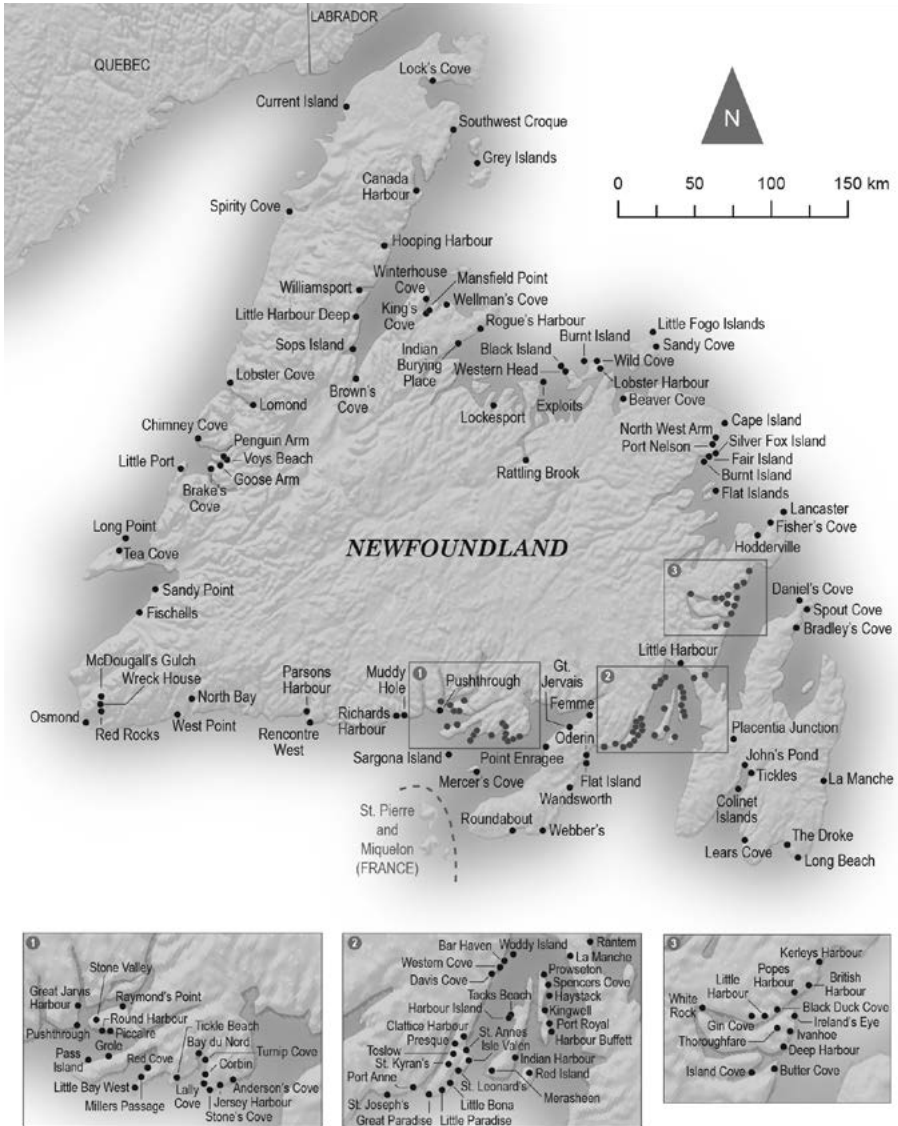 LABRADOR
QUEBEC
Lock's Cove
Current Island
Southwest Croque
Grey Islands
N
0 50 100 150 km
Canada
Harbour
Spirity Cove
Hooping Harbour
Winterhouse
Cove
Mansfield Point
Williamsport
King's
Cove
Wellman's Cove
Little Harbour Deep
Rogue's Harbour
Sops Island
Indian
Burying
Place
Black Island
Burnt Island
Little Fogo Islands
Sandy Cove
Western Head
Wild Cove
Lobster Harbour
Lobster Cove
Brown's
Cove
Exploits
Beaver Cove
Lomond
Lockesport
Cape Island
Chimney Cove
North West Arm
Port Nelson
Silver Fox Island
Penguin Arm
Voys Beach
Fair Island
Little Port
Goose Arm
Brake's
Cove
Rattling Brook
Burnt Island
Flat Islands
Lancaster
Fisher's Cove
Hodderville
Long Point
Tea Cove
NEWFOUNDLAND
3
Sandy Point
Fischells
Daniel's Cove
Spout Cove
Bradley's Cove
McDougall's Gulch
Wreck House
North Bay
Parsons
Harbour
Muddy
Hole
1
Pushthrough
Gt.
Jervais
Femme
Little Harbour
2
Osmond
Red Rocks
West Point
Rencontre
West
Richards
Harbour
Oderin
Placentia Junction
Sargona Island
Point Enragee
John's Pond
Tickles
La Manche
Mercer's Cove
Flat Island
Wandsworth
Colinet
Islands
St. Pierre
and
Miquelon
(FRANCE)
Roundabout
Webber's
Lears Cove
The Droke
Long Beach
1
Stone Valley
Great Jarvis
Harbour
Raymond's Point
Round Harbour
Pushthrough
Piccaire
Tickle Beach
Grole
Bay du Nord
Pass
Island
Red Cove
Turnip Cove
Corbin
Little Bay West
Millers Passage
Lally
Cove
Anderson's Cove
Jersey Harbour
Stone's Cove
2
Bar Haven
Woddy Island
Rantem
Western Cove
La Manche
Davis Cove
Prowseton
Tacks Beach
Spencers Cove
Harbour Island
Haystack
Clattice Harbour
Kingwell
Presque
St. Annes
Port Royal
Toslow
Isle Valen
Harbour Buffett
St. Kyran's
Indian Harbour
Port Anne
Red Island
St. Leonard's
St. Joseph's
Merasheen
Little Bona
Great Paradise
Little Paradise
3
Kerleys Harbour
Popes
Harbour
Little
Harbour
British
Harbour
White
Rock
Black Duck Cove
Gin Cove
Ireland's Eye
Thoroughfare
Ivanhoe
Deep Harbour
Island Cove
Butter Cove